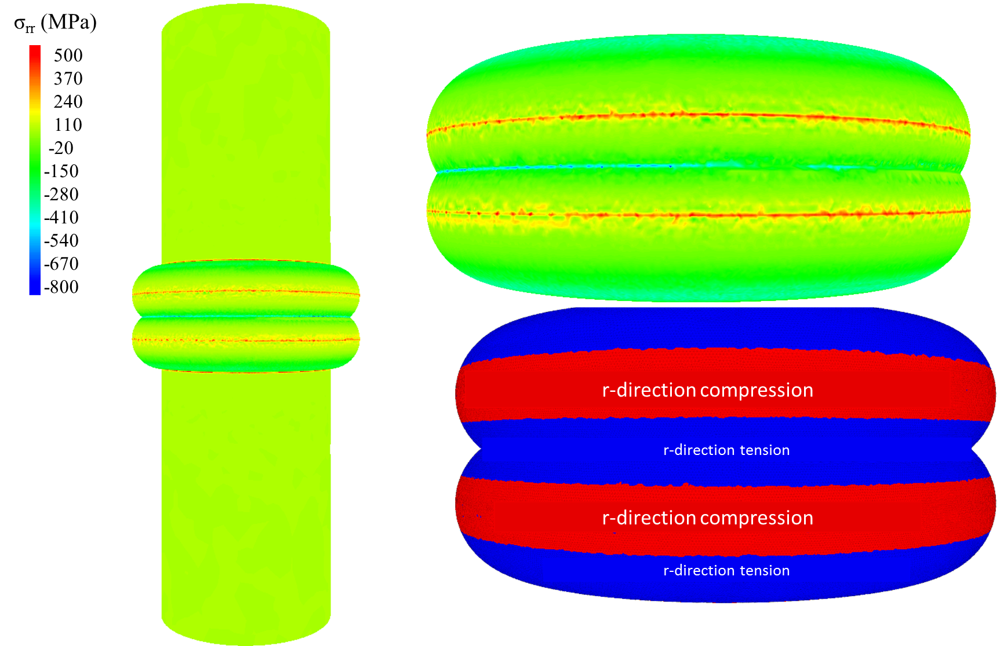 σrr (MPa)
500
370
240
110
-20
-150
-280
-410
-540
-670
-800
r-direction compression
r-direction tension
r-direction compression
r-direction tension